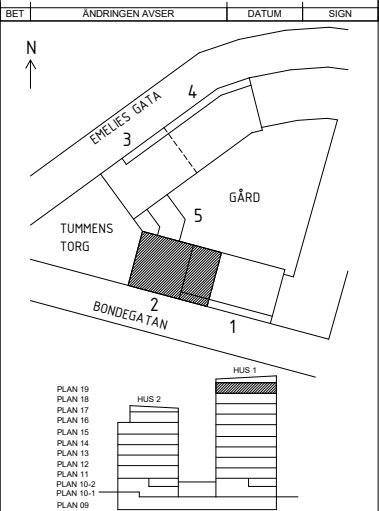 BET ÄNDRINGEN AVSER DATUM SIGN
N
EMELIES GATA
4
3
GÅRD
5
TUMMENS
TORG
2
BONDEGATAN
1
HUS 1
PLAN 19
PLAN 18
HUS 2
PLAN 17
PLAN 16
PLAN 15
PLAN 14
PLAN 13
PLAN 12
PLAN 11
PLAN 10-2
PLAN 10-1
PLAN 09